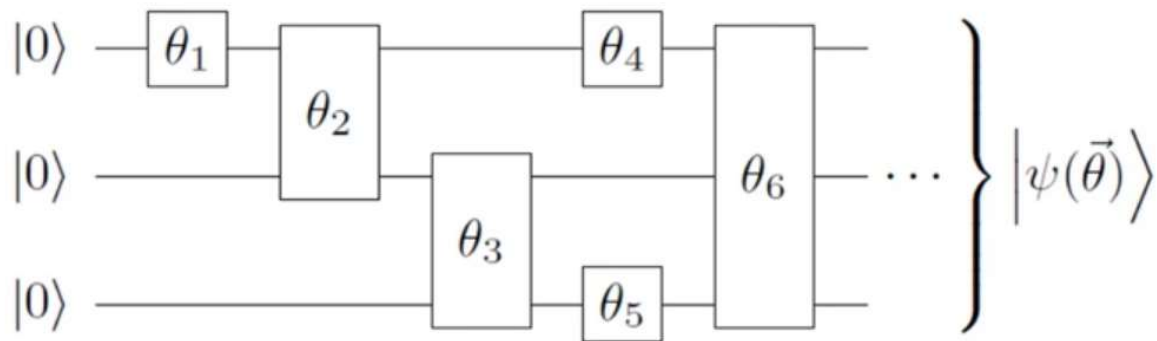 |0⟩ θ₁ θ₂ θ₄ θ₆
|0⟩ θ₃ ··· |ψ(θ⃗)⟩
|0⟩ θ₅